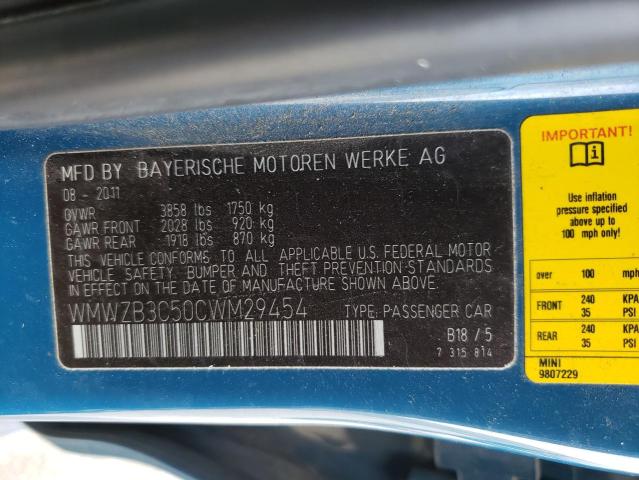 MFD BY BAYERISCHE MOTOREN WERKE AG
08 - 2011
GVWR 3858 lbs 1750 kg
GAWR FRONT 2028 lbs 920 kg
GAWR REAR 1918 lbs 870 kg
THIS VEHICLE CONFORMS TO ALL APPLICABLE U.S. FEDERAL MOTOR
VEHICLE SAFETY, BUMPER AND THEFT PREVENTION STANDARDS
IN EFFECT ON THE DATE OF MANUFACTURE SHOWN ABOVE.
WMWZB3C50CWM29454 TYPE: PASSENGER CAR
B18 / 5
7 315 814
IMPORTANT!
Use inflation
pressure specified
above up to
100 mph only!
over 100 mph
FRONT 240 KPA
35 PSI
REAR 240 KPA
35 PSI
MINI
9807229